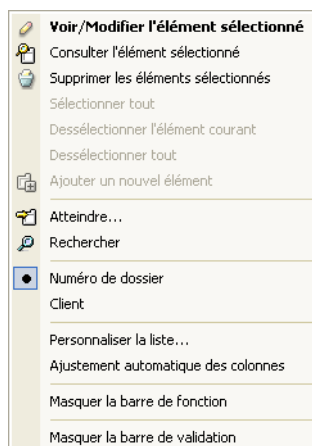 Voir/Modifier l'élément sélectionné
Consulter l'élément sélectionné
Supprimer les éléments sélectionnés
Sélectionner tout
Dessélectionner l'élément courant
Dessélectionner tout
Ajouter un nouvel élément
Atteindre...
Rechercher
Numéro de dossier
Client
Personnaliser la liste...
Ajustement automatique des colonnes
Masquer la barre de fonction
Masquer la barre de validation